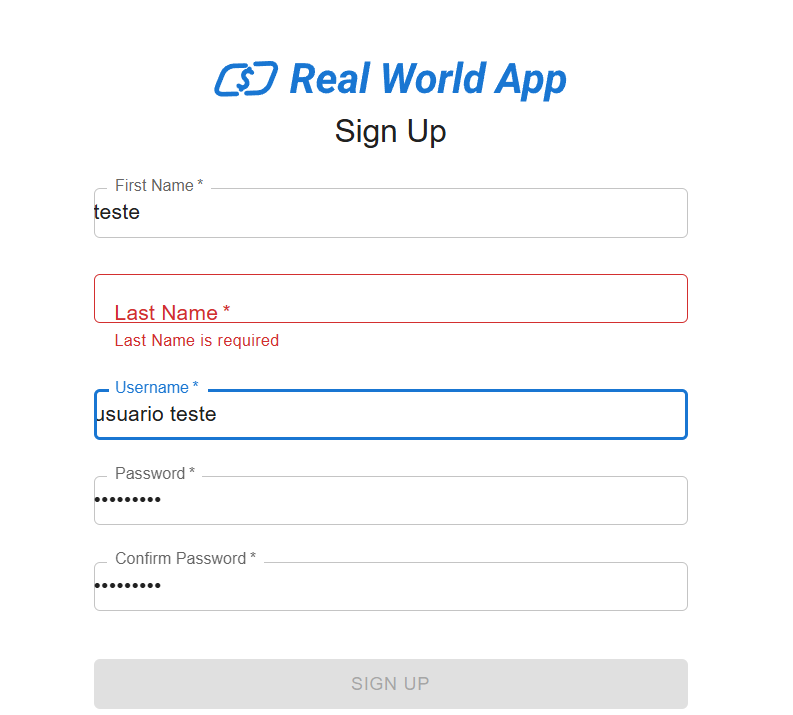 Real World App
Sign Up
First Name *
teste
Last Name *
Last Name is required
Username *
usuario teste
Password *
•••••••••
Confirm Password *
•••••••••
SIGN UP